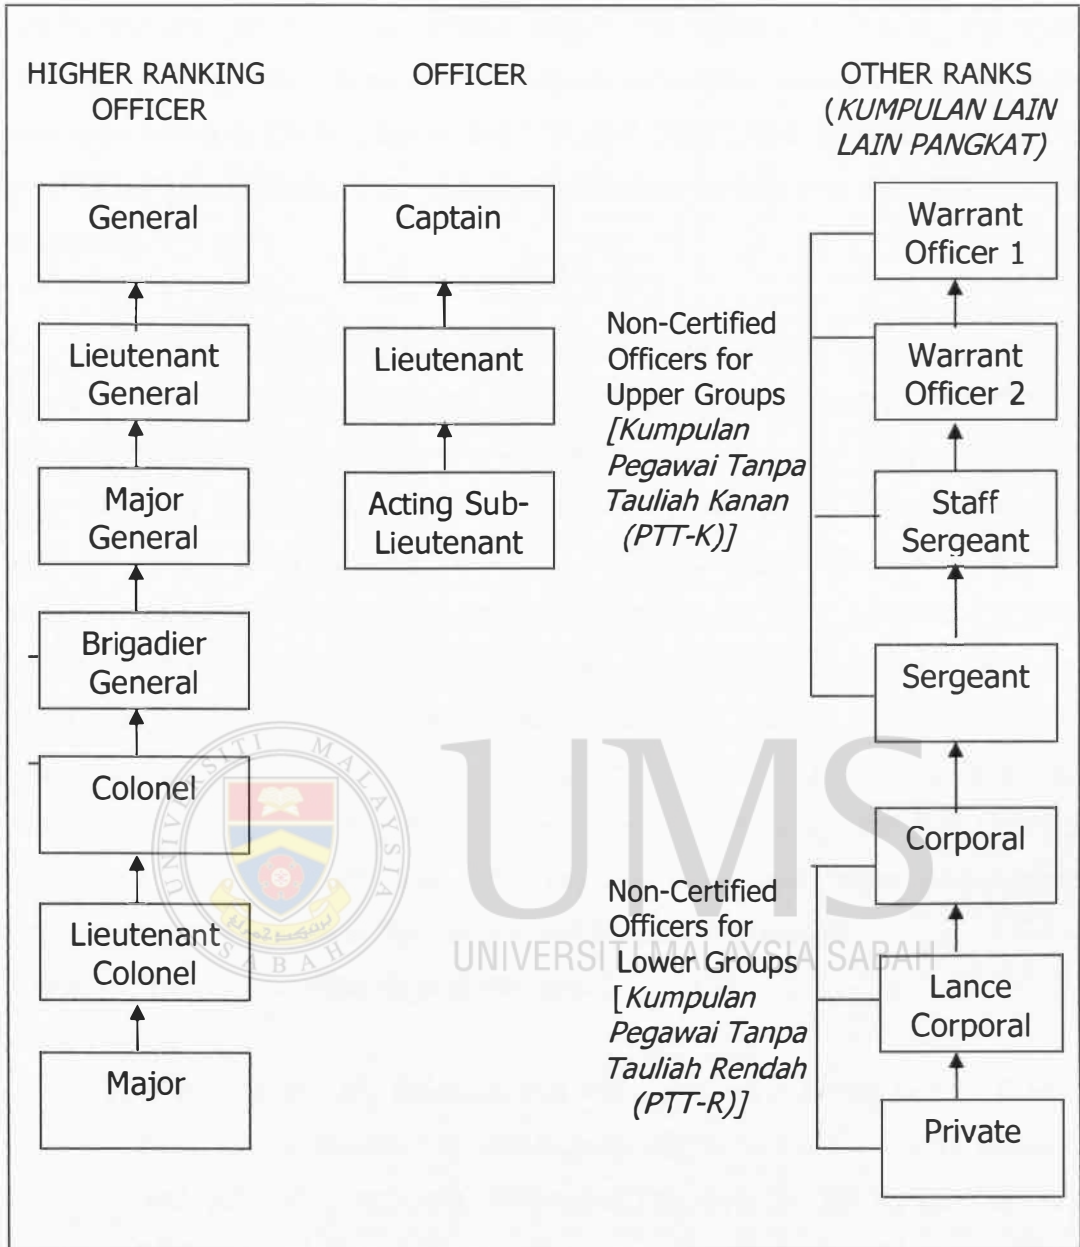 HIGHER RANKING
OFFICER
General
Lieutenant
General
Major
General
Brigadier
General
Colonel
Lieutenant
Colonel
Major
OFFICER
Captain
Lieutenant
Acting Sub-
Lieutenant
OTHER RANKS
(KUMPULAN LAIN
LAIN PANGKAT)
Non-Certified
Officers for
Upper Groups
[Kumpulan
Pegawai Tanpa
Tauliah Kanan
(PTT-K)]
Warrant
Officer 1
Warrant
Officer 2
Staff
Sergeant
Sergeant
Non-Certified
Officers for
Lower Groups
[Kumpulan
Pegawai Tanpa
Tauliah Rendah
(PTT-R)]
Corporal
Lance
Corporal
Private
UNIVERSITI MALAYSIA
SABAH
UMS
UNIVERSITI MALAYSIA SABAH